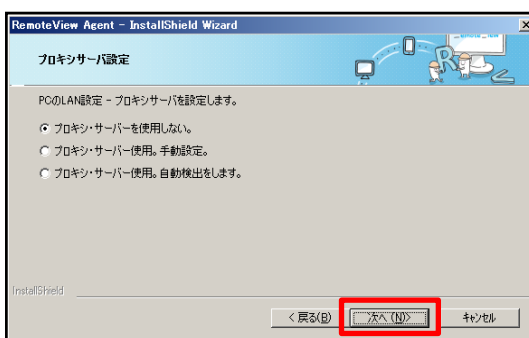 RemoteView Agent - InstallShield Wizard
プロキシサーバ設定
PCのLAN設定 - プロキシサーバを設定します。
プロキシ・サーバーを使用しない。
プロキシ・サーバー使用。手動設定。
プロキシ・サーバー使用。自動検出をします。
InstallShield
< 戻る(B)
次へ(N)>
キャンセル